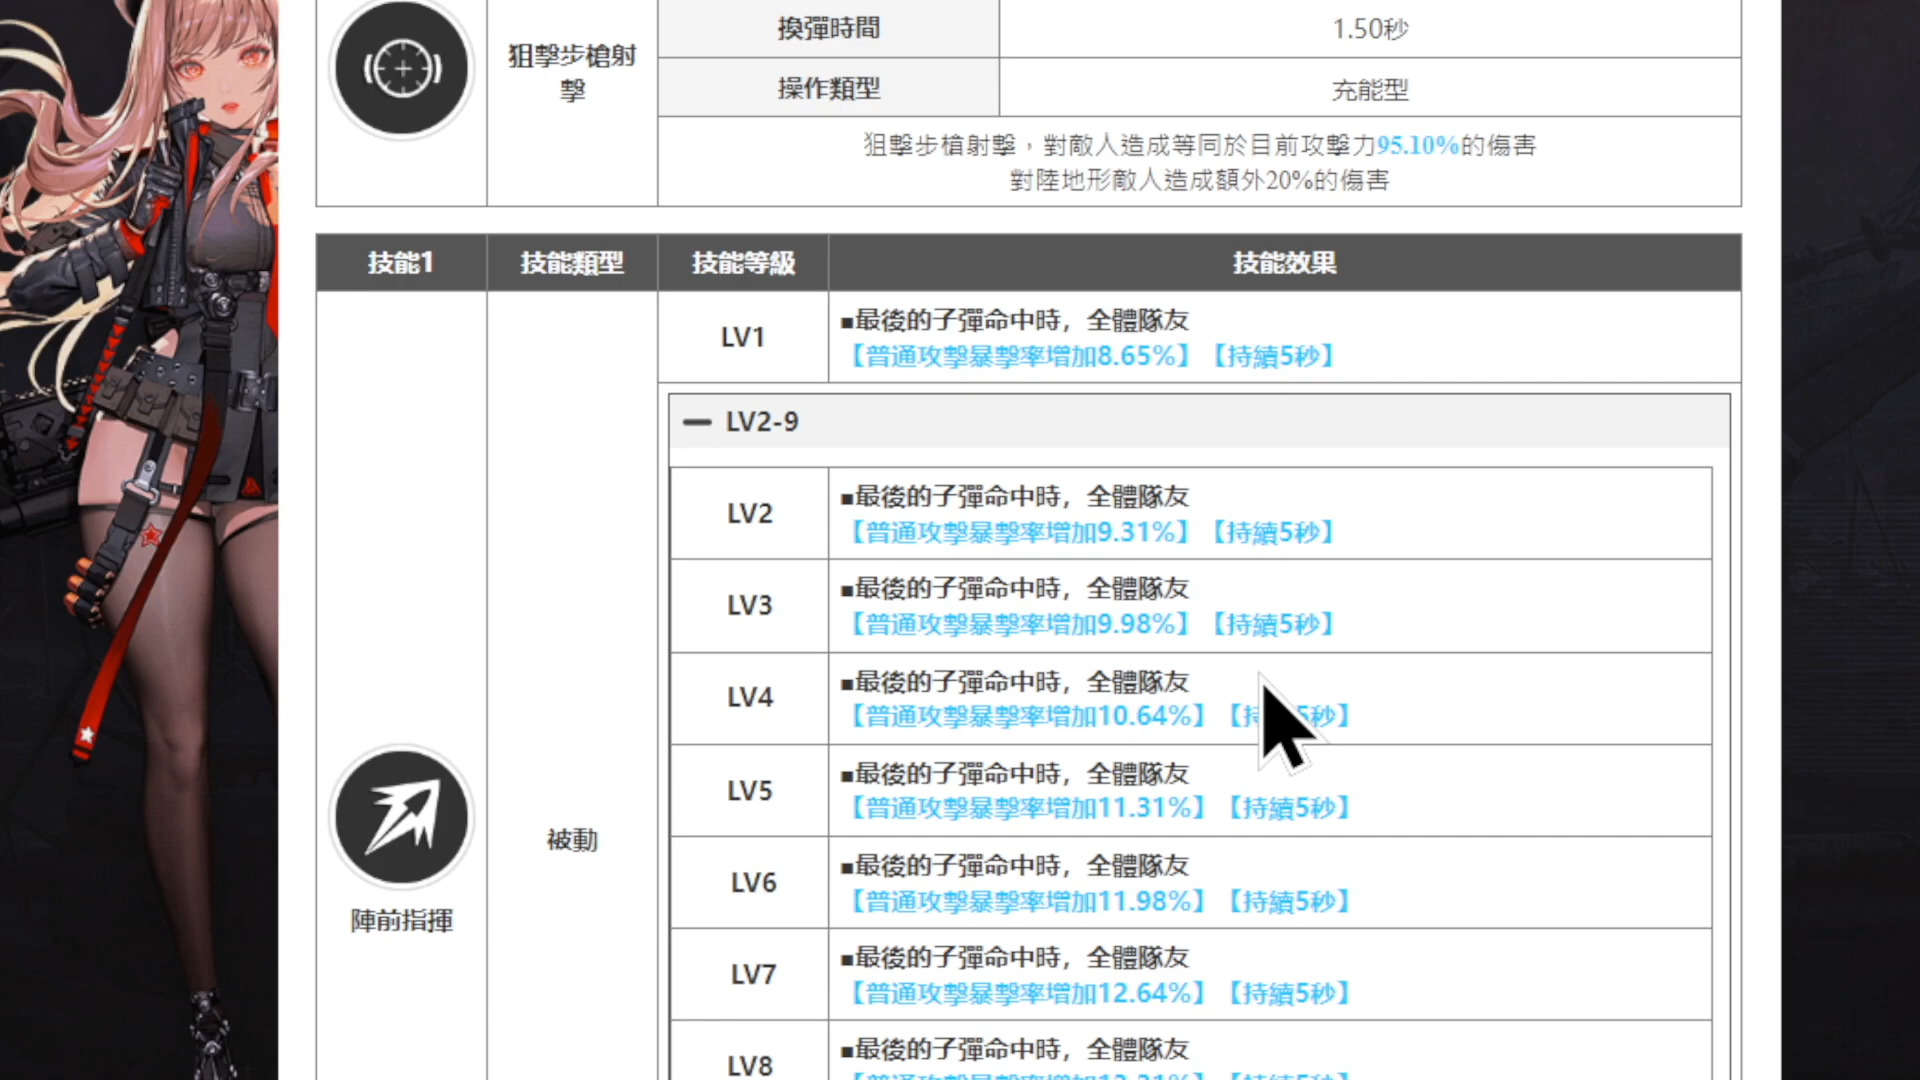 狙擊步槍射
擊
換彈時間
1.50秒
操作類型
充能型
狙擊步槍射擊，對敵人造成等同於目前攻擊力95.10%的傷害
對陸地形敵人造成額外20%的傷害
技能1
技能類型
技能等級
技能效果
陣前指揮
被動
LV1
■最後的子彈命中時，全體隊友
【普通攻擊暴擊率增加8.65%】【持續5秒】
LV2-9
LV2
■最後的子彈命中時，全體隊友
【普通攻擊暴擊率增加9.31%】【持續5秒】
LV3
■最後的子彈命中時，全體隊友
【普通攻擊暴擊率增加9.98%】【持續5秒】
LV4
■最後的子彈命中時，全體隊友
【普通攻擊暴擊率增加10.64%】【持 5秒】
LV5
■最後的子彈命中時，全體隊友
【普通攻擊暴擊率增加11.31%】【持續5秒】
LV6
■最後的子彈命中時，全體隊友
【普通攻擊暴擊率增加11.98%】【持續5秒】
LV7
■最後的子彈命中時，全體隊友
【普通攻擊暴擊率增加12.64%】【持續5秒】
LV8
■最後的子彈命中時，全體隊友